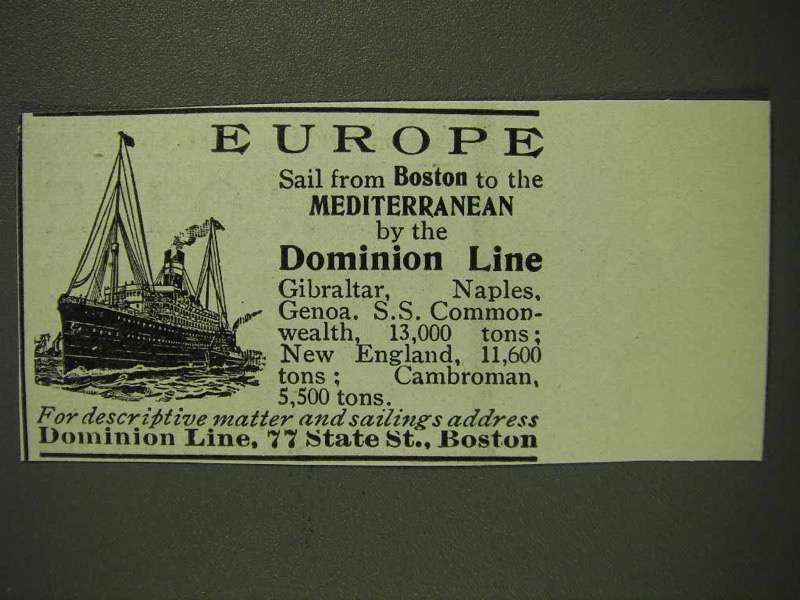 EUROPE
Sail from Boston to the
MEDITERRANEAN
by the
Dominion Line
Gibraltar, Naples,
Genoa. S.S. Common-
wealth, 13,000 tons;
New England, 11,600
tons; Cambroman,
5,500 tons.
For descriptive matter and sailings address
Dominion Line, 77 State St., Boston